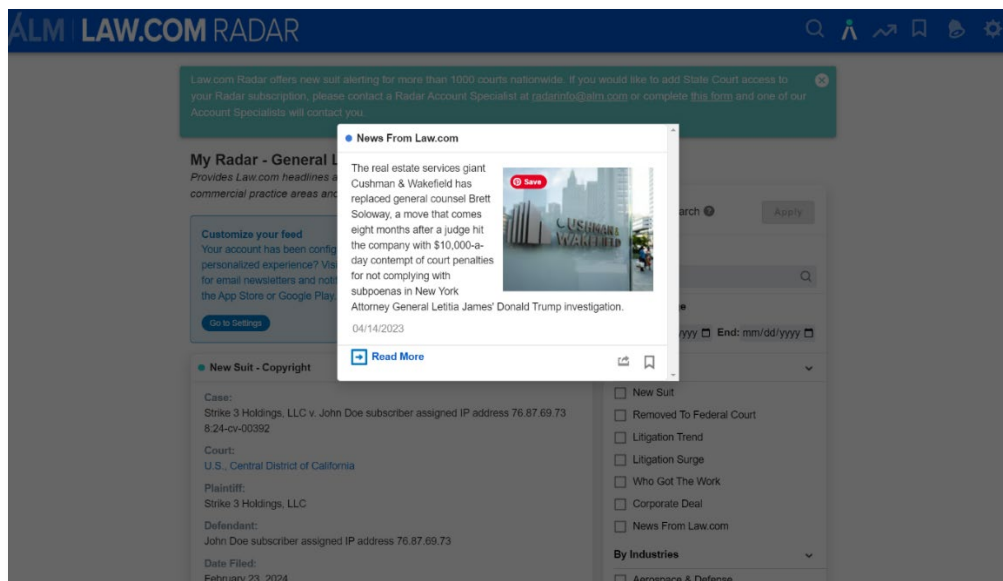 ALM LAW.COM RADAR
Law.com Radar offers new suit alerting for more than 1000 courts nationwide. If you would like to add State Court access to
your Radar subscription, please contact a Radar Account Specialist at radarinfo@alm.com or complete this form and one of our
Account Specialists will contact you.
My Radar - General L
Provides Law.com headlines a
commercial practice areas and
Customize your feed
Your account has been config
personalized experience? Visi
for email newsletters and noti
the App Store or Google Play.
Go to Settings
News From Law.com
The real estate services giant
Cushman & Wakefield has
replaced general counsel Brett
Soloway, a move that comes
eight months after a judge hit
the company with $10,000-a-
day contempt of court penalties
for not complying with
subpoenas in New York
Attorney General Letitia James' Donald Trump investigation.
Save
CUSHMAN &
WAKEFIELD
04/14/2023
Read More
arch
Apply
e
yyyy End: mm/dd/yyyy
New Suit - Copyright
Case:
Strike 3 Holdings, LLC v. John Doe subscriber assigned IP address 76.87.69.73
8:24-cv-00392
Court:
U.S., Central District of California
Plaintiff:
Strike 3 Holdings, LLC
Defendant:
John Doe subscriber assigned IP address 76.87.69.73
Date Filed:
February 23, 2024
New Suit
Removed To Federal Court
Litigation Trend
Litigation Surge
Who Got The Work
Corporate Deal
News From Law.com
By Industries
Aerospace & Defense